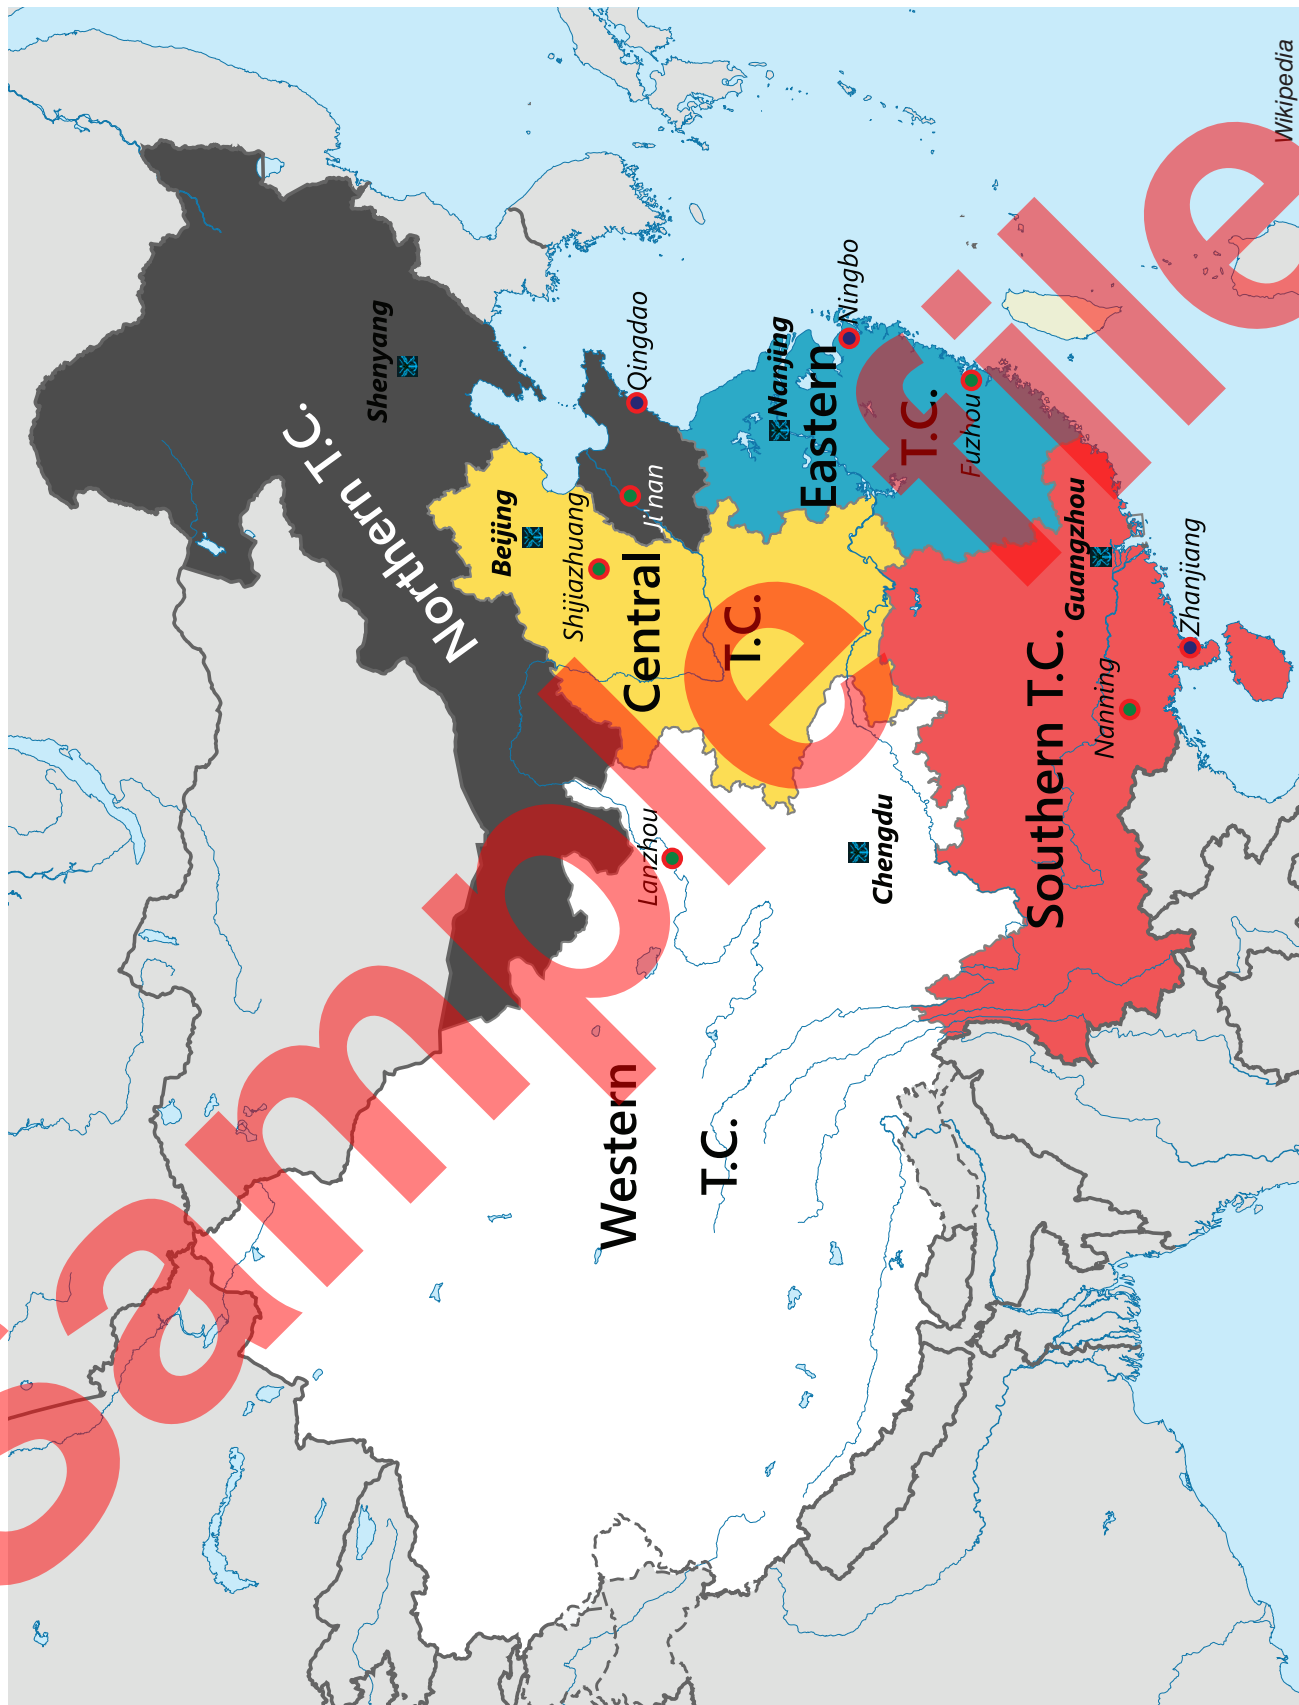 Northern T.C.
Shenyang
Beijing
Shijiazhuang
Qingdao
Ji'nan
Central
T.C.
Lanzhou
Western
T.C.
Chengdu
Nanjing
Eastern
T.C.
Ningbo
Fuzhou
Southern T.C.
Guangzhou
Nanning
Zhanjiang
Wikipedia
Sample file